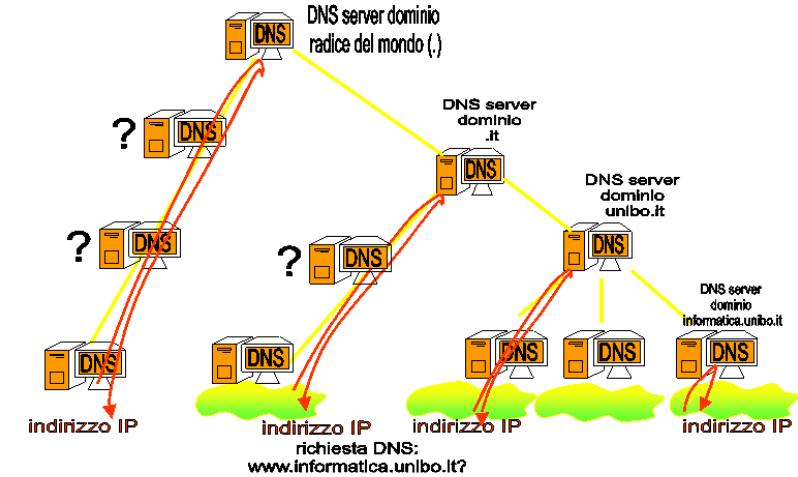 DNS server dominio
radice del mondo (.)
DNS
DNS server
dominio
.it
?
DNS
DNS
DNS server
dominio
unibo.it
?
DNS
?
DNS
DNS
DNS server
dominio
informatica.unibo.it
DNS
DNS
DNS
DNS
DNS
indirizzo IP
indirizzo IP
indirizzo IP
indirizzo IP
richiesta DNS:
www.informatica.unibo.it?